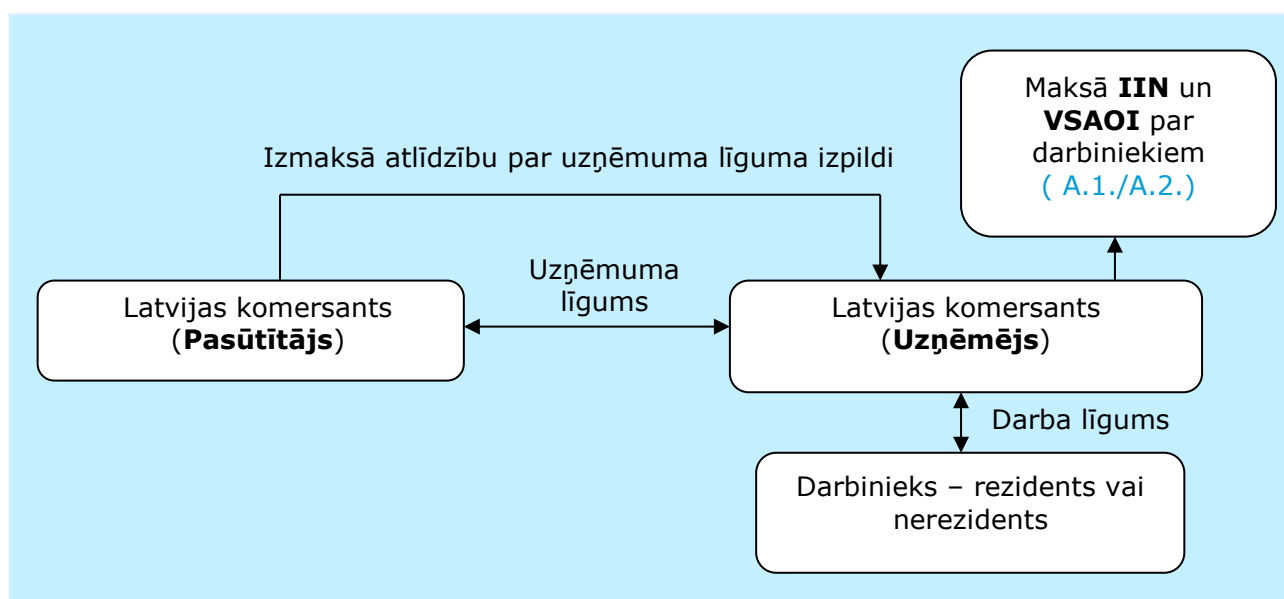 Maksā IIN un
VSAOI par
darbiniekiem
( A.1./A.2.)
Izmaksā atlīdzību par uzņēmuma līguma izpildi
Uzņēmuma
līgums
Latvijas komersants
(Pasūtītājs)
Latvijas komersants
(Uzņēmējs)
Darba līgums
Darbinieks – rezidents vai
nerezidents